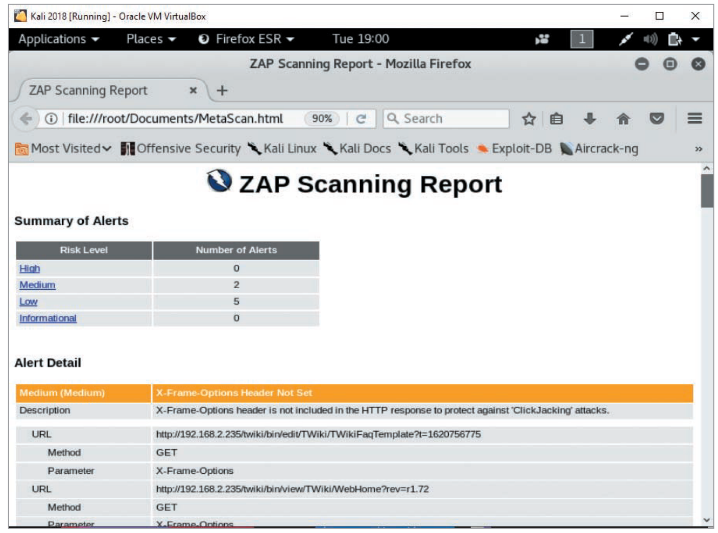 Kali 2018 [Running] - Oracle VM VirtualBox
Applications Places Firefox ESR Tue 19:00 1
ZAP Scanning Report - Mozilla Firefox
ZAP Scanning Report × +
file:///root/Documents/MetaScan.html 90% Search
Most Visited Offensive Security Kali Linux Kali Docs Kali Tools Exploit-DB Aircrack-ng »
ZAP Scanning Report
Summary of Alerts
Risk Level Number of Alerts
High 0
Medium 2
Low 5
Informational 0
Alert Detail
Medium (Medium) X-Frame-Options Header Not Set
Description X-Frame-Options header is not included in the HTTP response to protect against 'ClickJacking' attacks.
URL http://192.168.2.235/twiki/bin/edit/TWiki/TWikiFaqTemplate?t=1620756775
Method GET
Parameter X-Frame-Options
URL http://192.168.2.235/twiki/bin/view/TWiki/WebHome?rev=r1.72
Method GET
Parameter X-Frame-Options